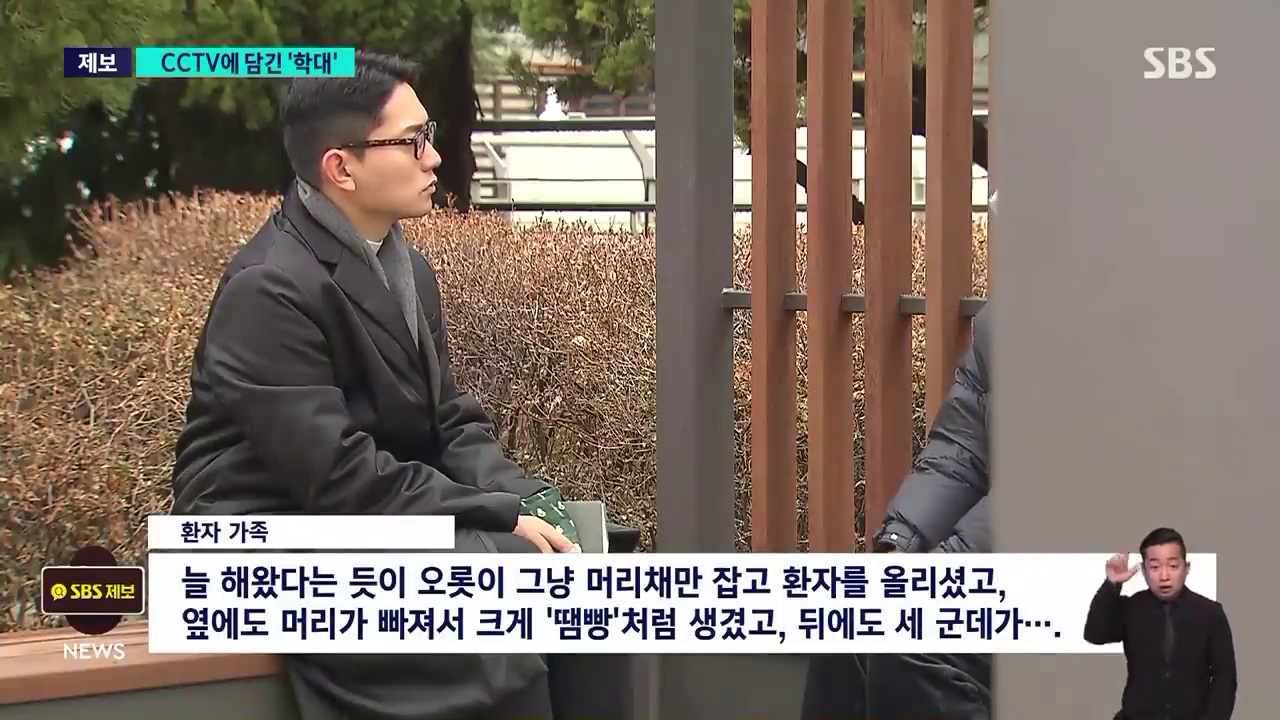 제보 CCTV에 담긴 '학대'
SBS
환자 가족
늘 해왔다는 듯이 오롯이 그냥 머리채만 잡고 환자를 올리셨고,
옆에도 머리가 빠져서 크게 '땜빵'처럼 생겼고, 뒤에도 세 군데가….
SBS 제보
NEWS